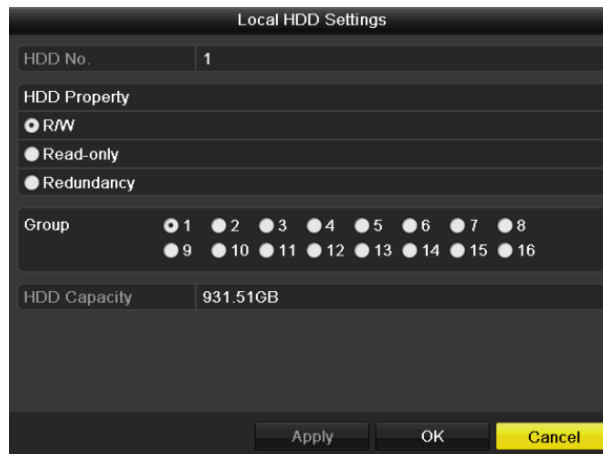 Local HDD Settings
HDD No. 1
HDD Property
R/W
Read-only
Redundancy
Group 1 2 3 4 5 6 7 8
9 10 11 12 13 14 15 16
HDD Capacity 931.51GB
Apply OK Cancel